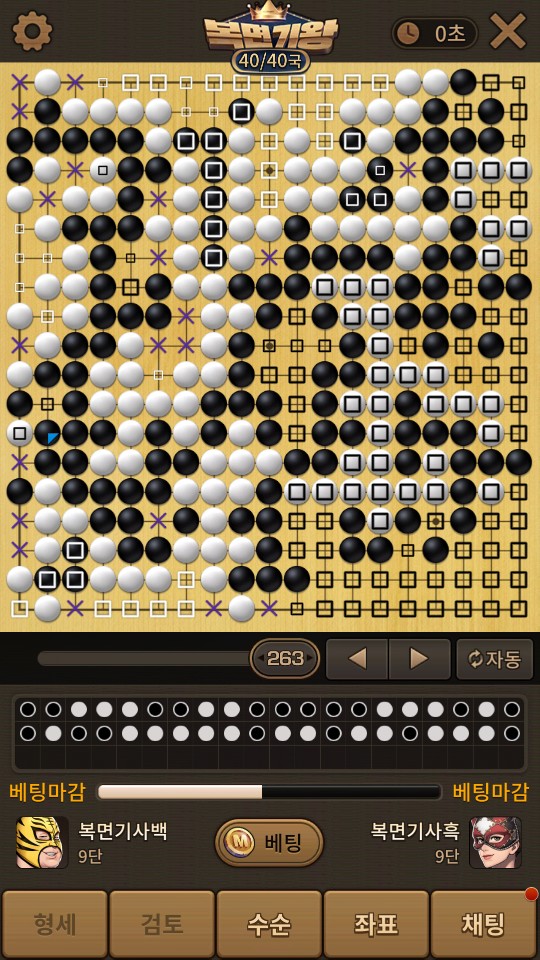 복면기왕
40/40국
0초
263
자동
베팅마감
베팅마감
복면기사백
9단
M 베팅
복면기사흑
9단
형세
검토
수순
좌표
채팅